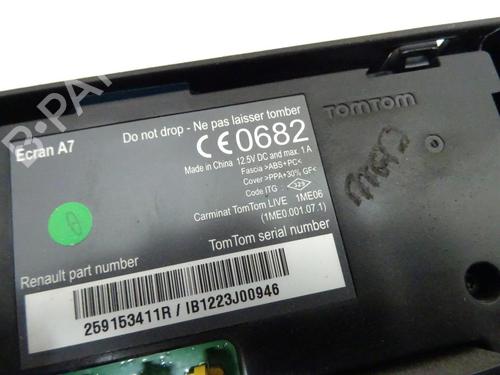 B-PARTS
TOMTOM
Ecran A7
Do not drop - Ne pas laisser tomber
CE0682
Made in China 12.5V DC and max. 1 A
Fascia >ABS+PC<
Cover >PPA+30% GF<
Code ITG
Carminat TomTom LIVE 1ME06
(1ME0.001.07.1)
Renault part number
TomTom serial number
259153411R / IB1223J00946